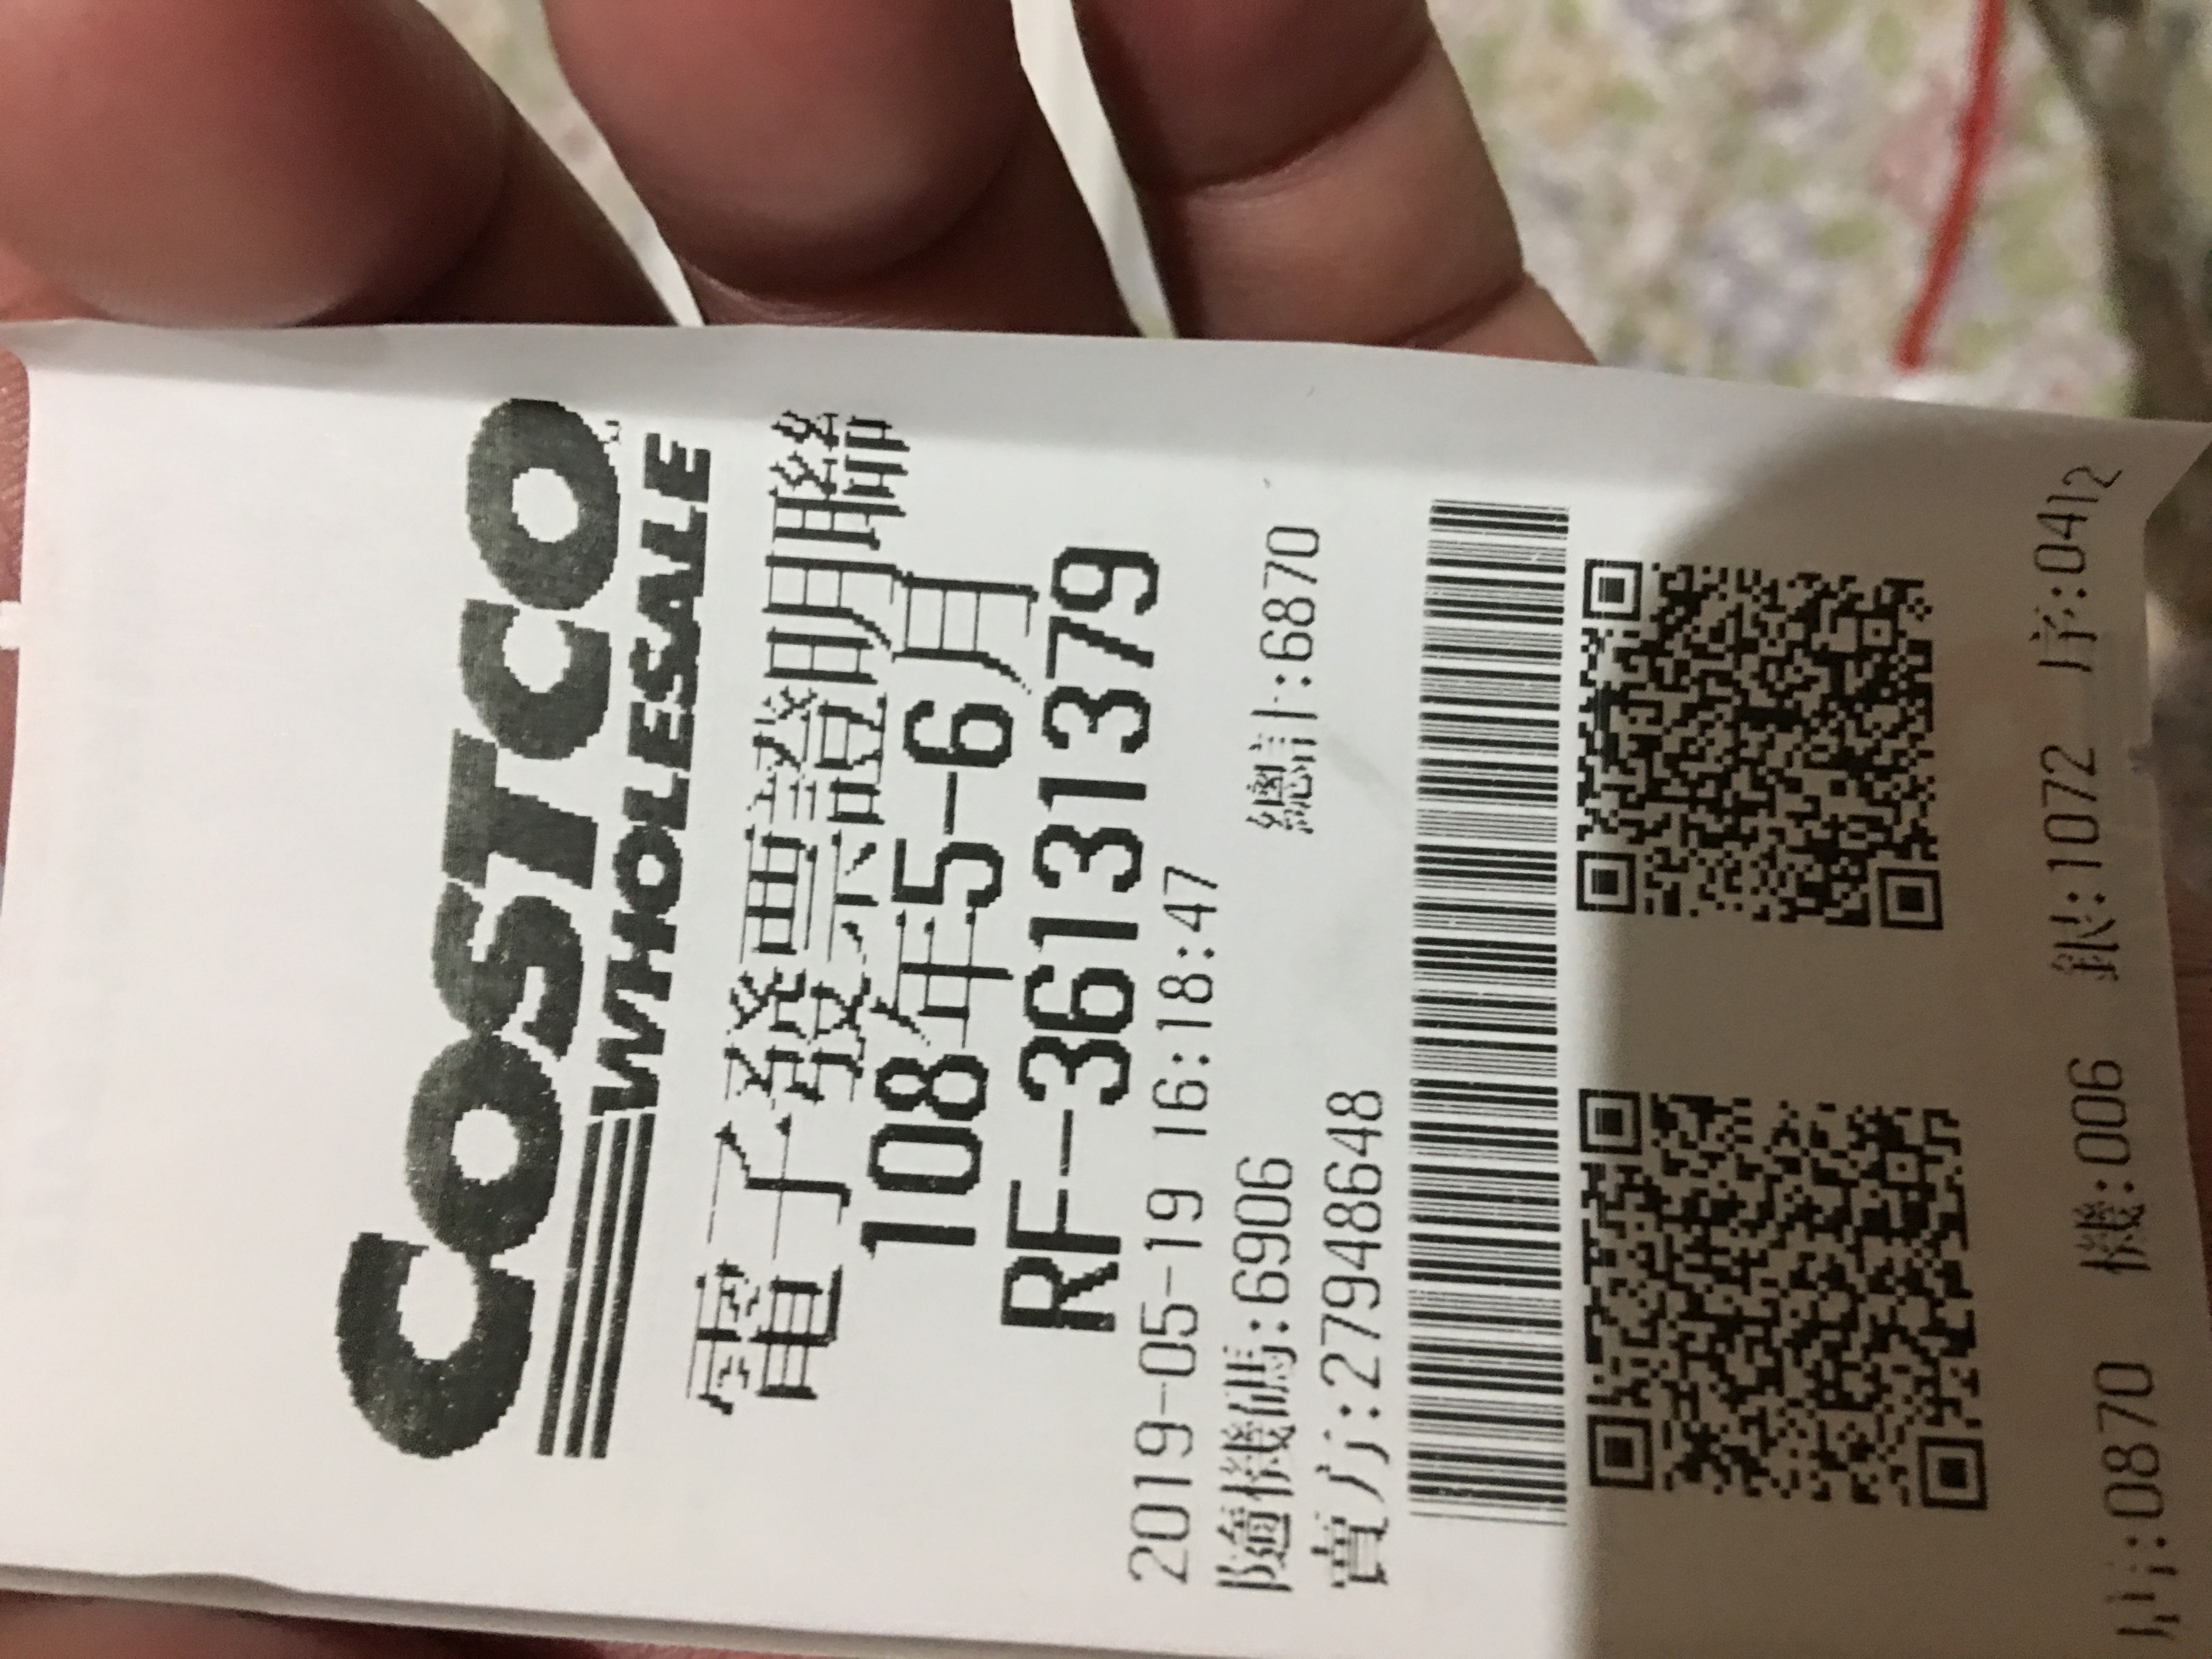 COSTCO
WHOLESALE
電子發票證明聯
108年5-6月
RF-36131379
2019-05-19 16:18:47
隨機碼:6906 總計:6870
賣方:27948648
店:0870 機:006 銀:1072 序:0412